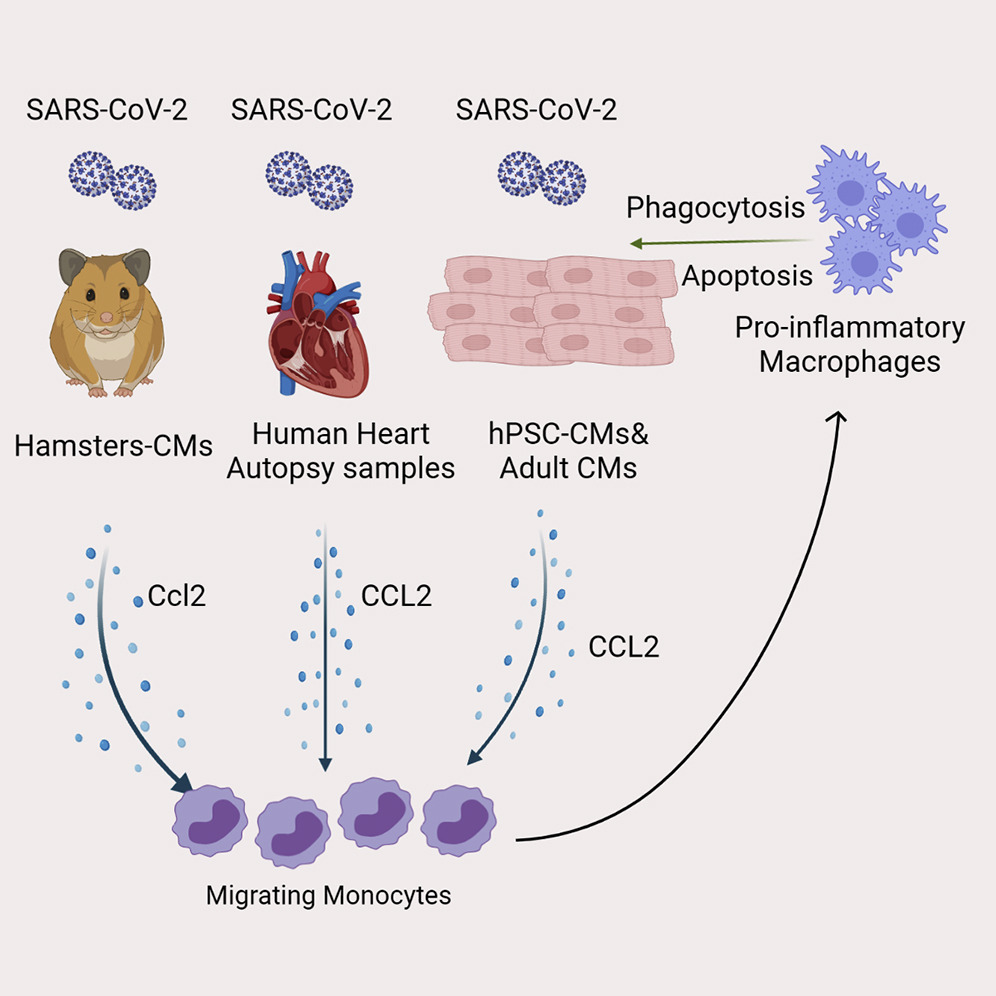 SARS-CoV-2
SARS-CoV-2
SARS-CoV-2
Phagocytosis
Apoptosis
Pro-inflammatory
Macrophages
Hamsters-CMs
Human Heart
Autopsy samples
hPSC-CMs&
Adult CMs
Ccl2
CCL2
CCL2
Migrating Monocytes